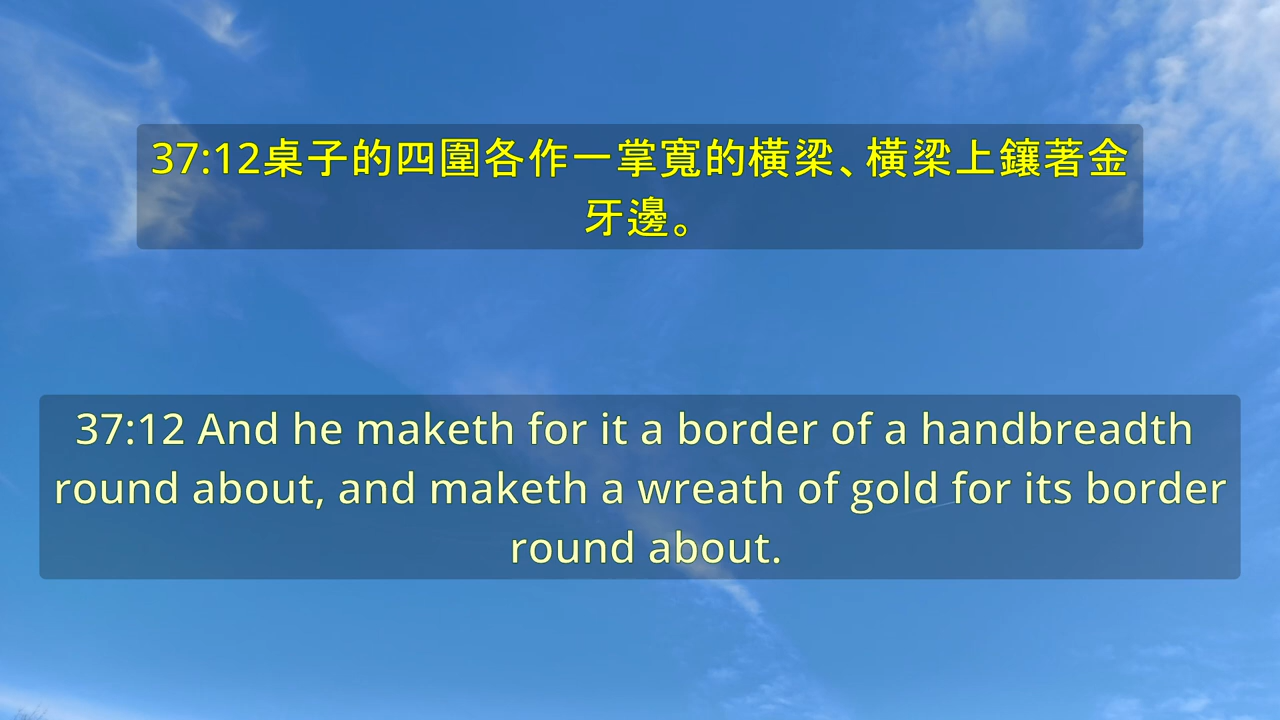 37:12桌子的四圍各作一掌寬的橫梁、橫梁上鑲著金
牙邊。
37:12 And he maketh for it a border of a handbreadth
round about, and maketh a wreath of gold for its border
round about.